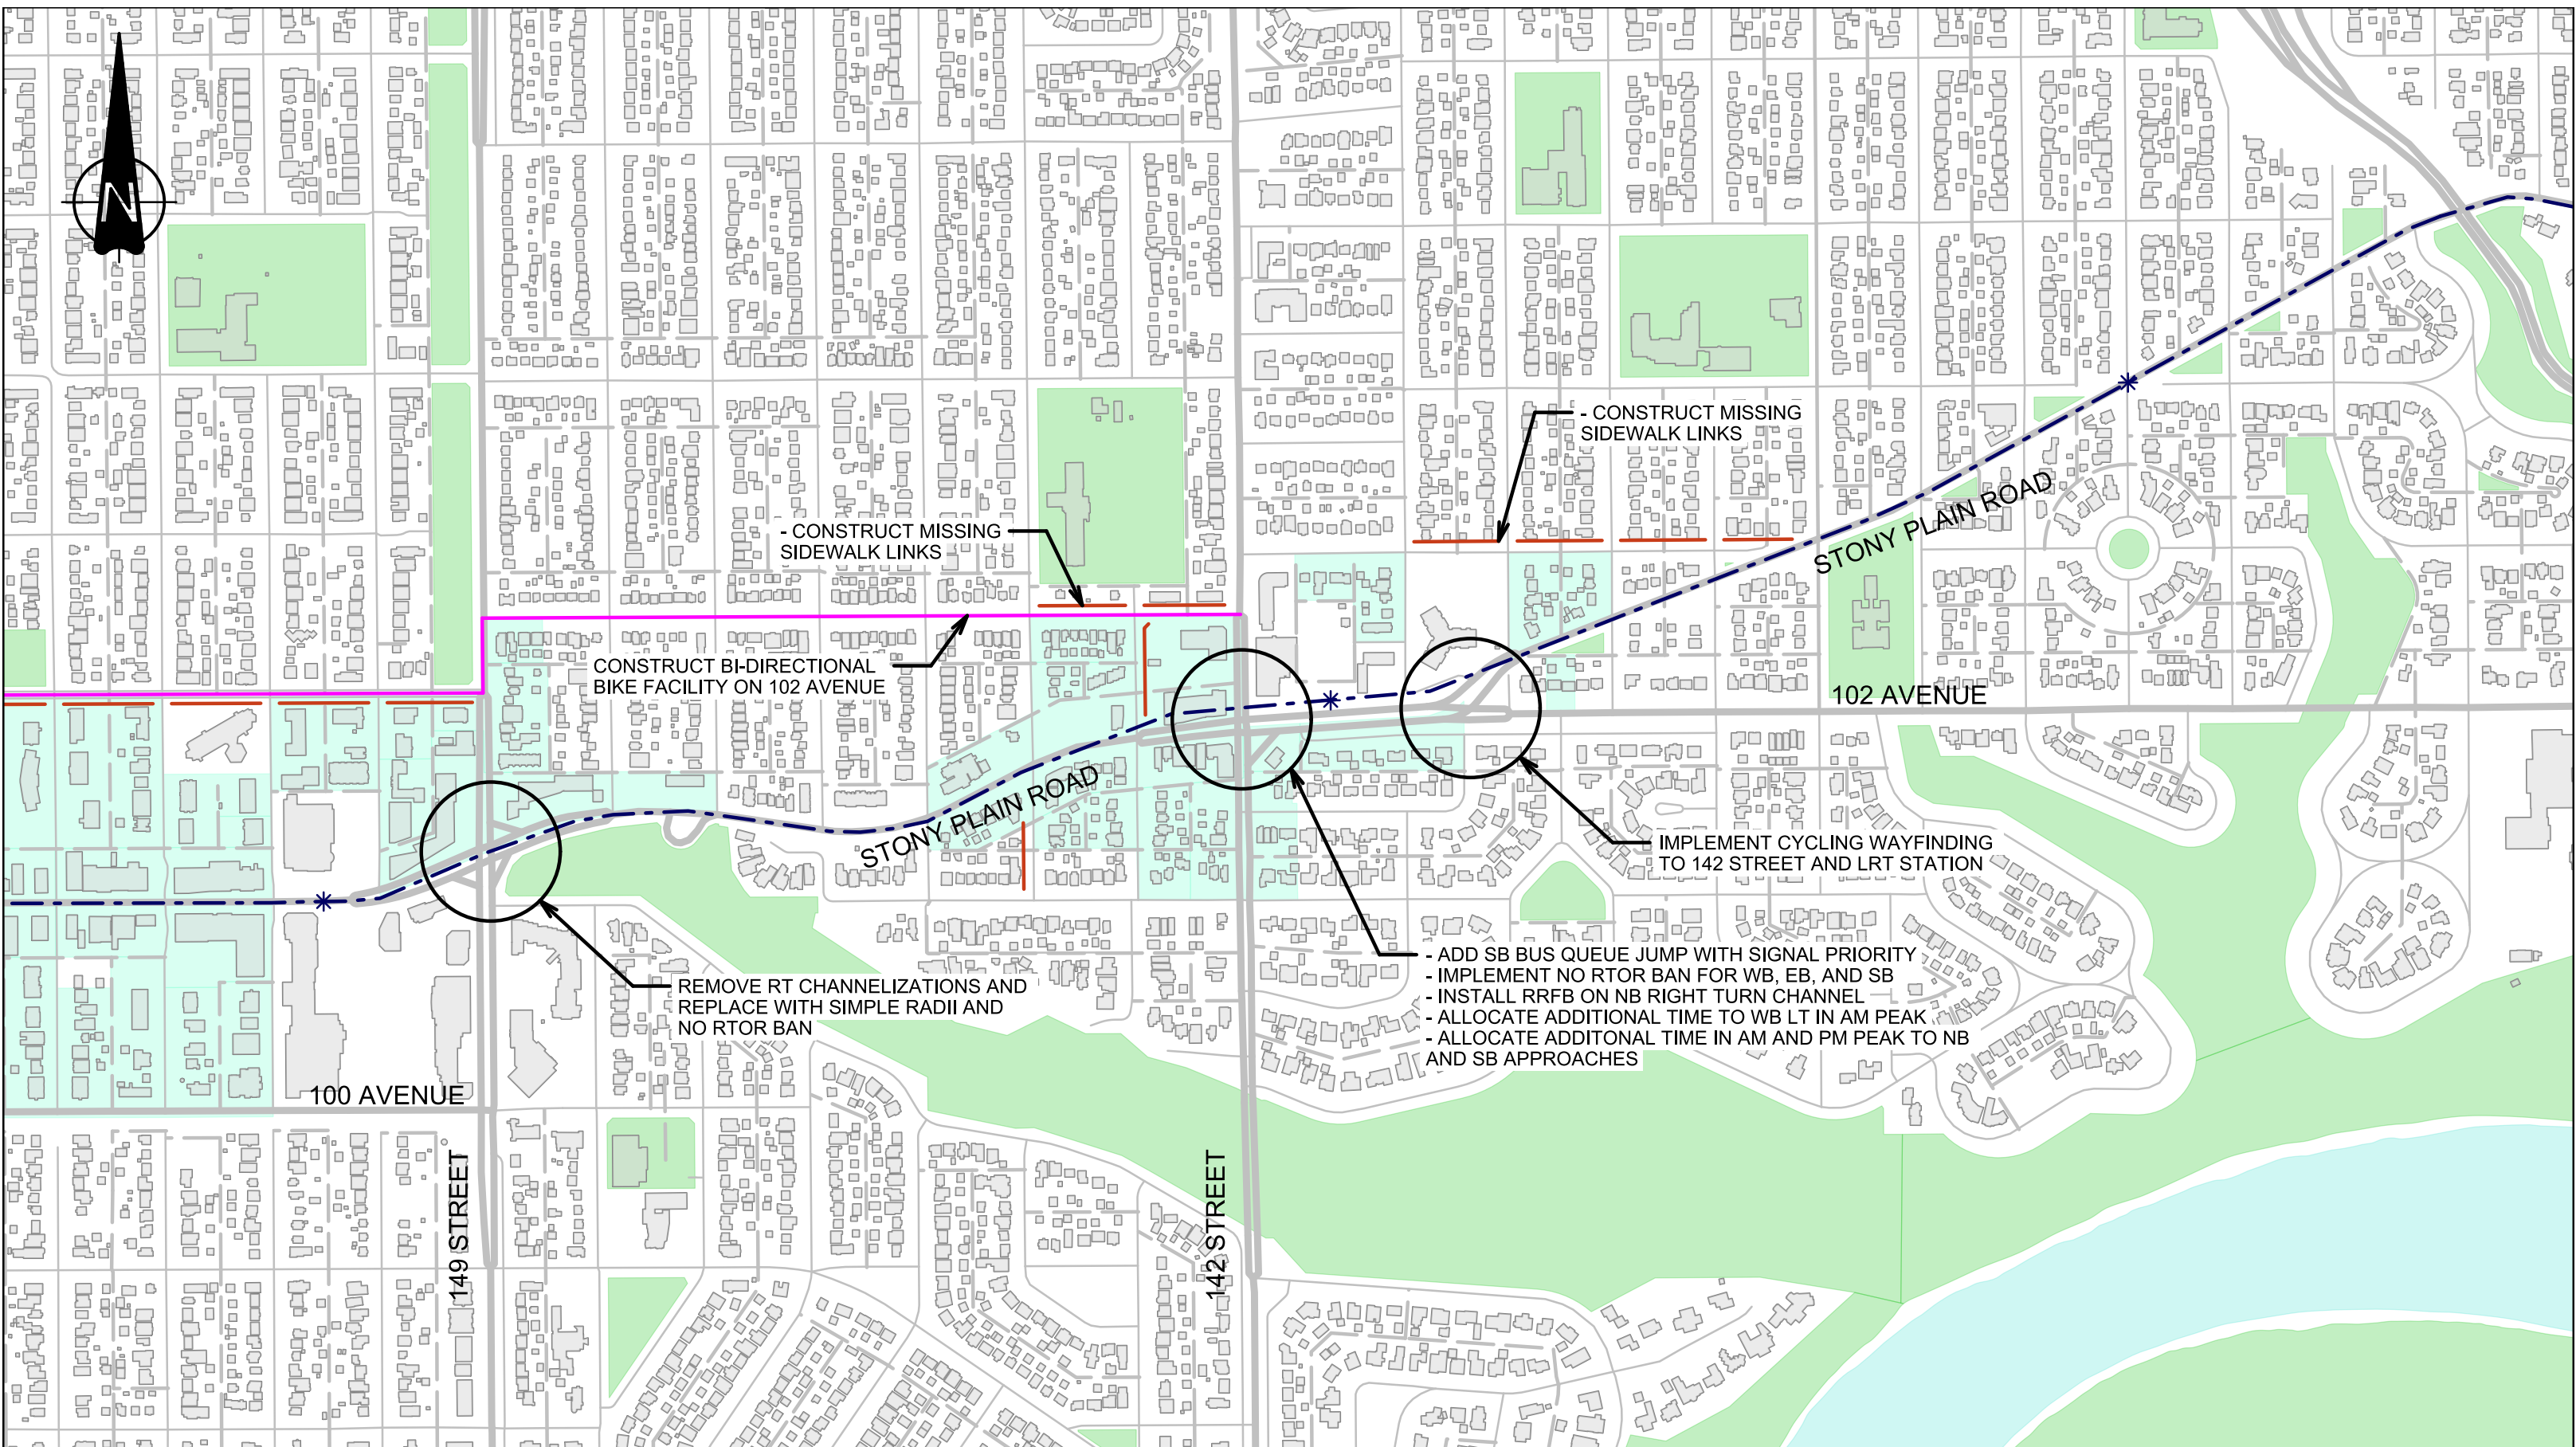 N
- CONSTRUCT MISSING
SIDEWALK LINKS
- CONSTRUCT MISSING
SIDEWALK LINKS
STONY PLAIN ROAD
CONSTRUCT BI-DIRECTIONAL
BIKE FACILITY ON 102 AVENUE
102 AVENUE
STONY PLAIN ROAD
IMPLEMENT CYCLING WAYFINDING
TO 142 STREET AND LRT STATION
- ADD SB BUS QUEUE JUMP WITH SIGNAL PRIORITY
- IMPLEMENT NO RTOR BAN FOR WB, EB, AND SB
- INSTALL RRFB ON NB RIGHT TURN CHANNEL
- ALLOCATE ADDITIONAL TIME TO WB LT IN AM PEAK
- ALLOCATE ADDITONAL TIME IN AM AND PM PEAK TO NB
AND SB APPROACHES
REMOVE RT CHANNELIZATIONS AND
REPLACE WITH SIMPLE RADII AND
NO RTOR BAN
100 AVENUE
149 STREET
142 STREET